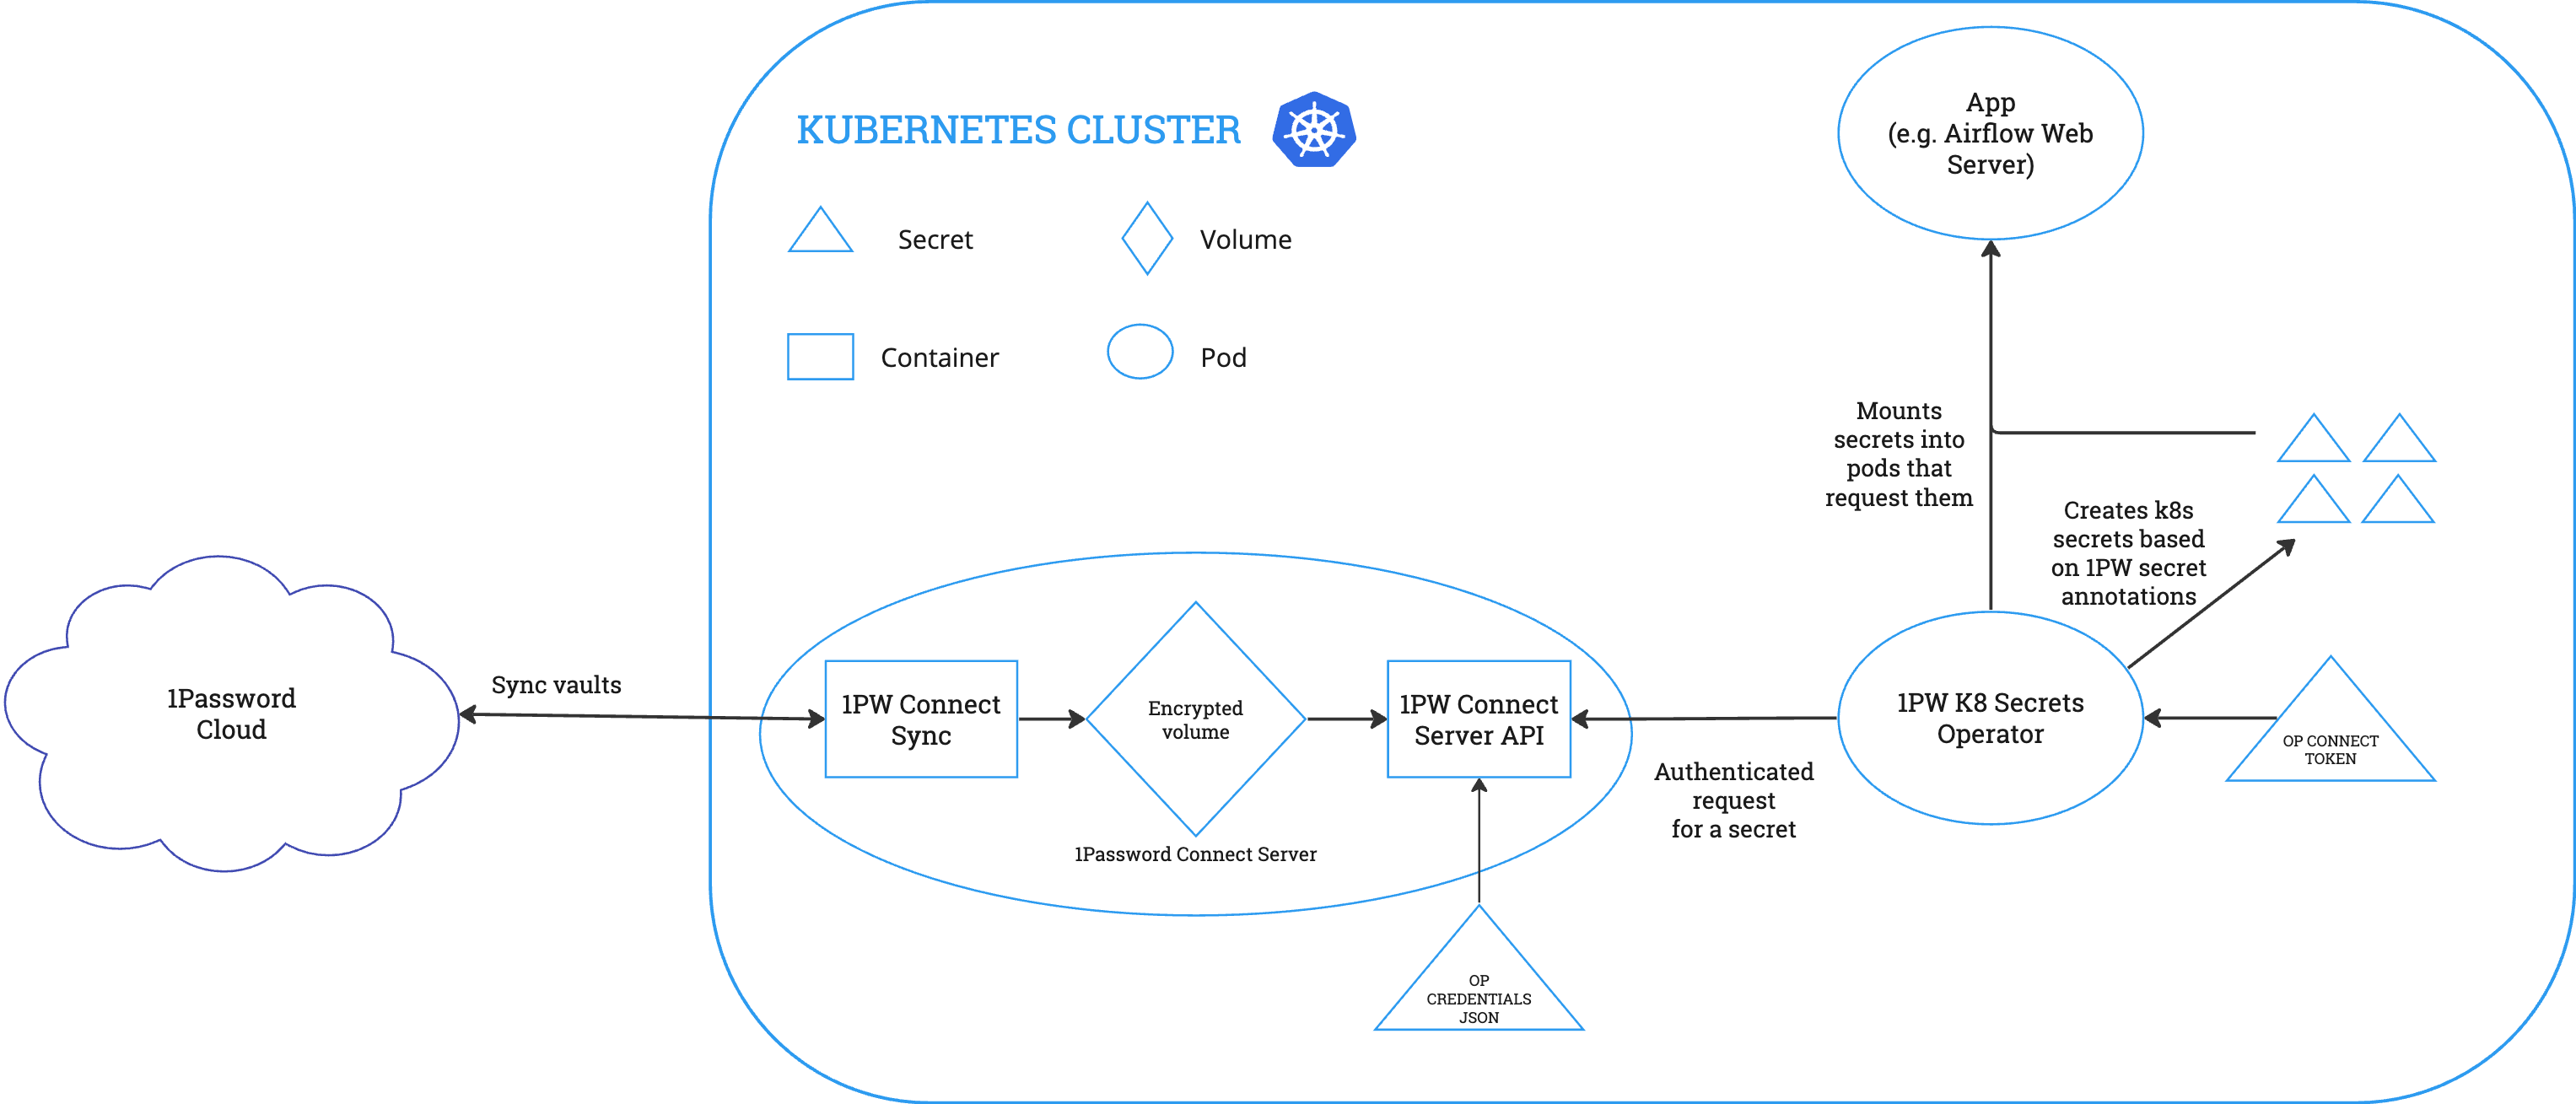 KUBERNETES CLUSTER
Secret
Volume
Container
Pod
App
(e.g. Airflow Web
Server)
Mounts
secrets into
pods that
request them
Creates k8s
secrets based
on 1PW secret
annotations
1Password
Cloud
Sync vaults
1PW Connect
Sync
Encrypted
volume
1PW Connect
Server API
1Password Connect Server
Authenticated
request
for a secret
1PW K8 Secrets
Operator
OP CONNECT
TOKEN
OP
CREDENTIALS
JSON